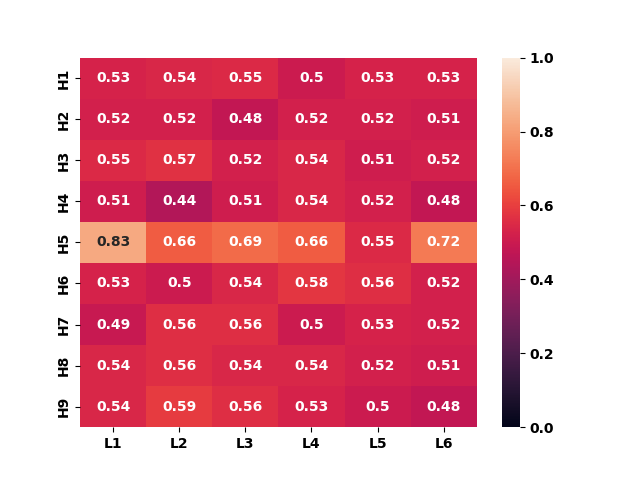 H1 0.53 0.54 0.55 0.5 0.53 0.53
H2 0.52 0.52 0.48 0.52 0.52 0.51
H3 0.55 0.57 0.52 0.54 0.51 0.52
H4 0.51 0.44 0.51 0.54 0.52 0.48
H5 0.83 0.66 0.69 0.66 0.55 0.72
H6 0.53 0.5 0.54 0.58 0.56 0.52
H7 0.49 0.56 0.56 0.5 0.53 0.52
H8 0.54 0.56 0.54 0.54 0.52 0.51
H9 0.54 0.59 0.56 0.53 0.5 0.48
L1 L2 L3 L4 L5 L6
1.0
0.8
0.6
0.4
0.2
0.0